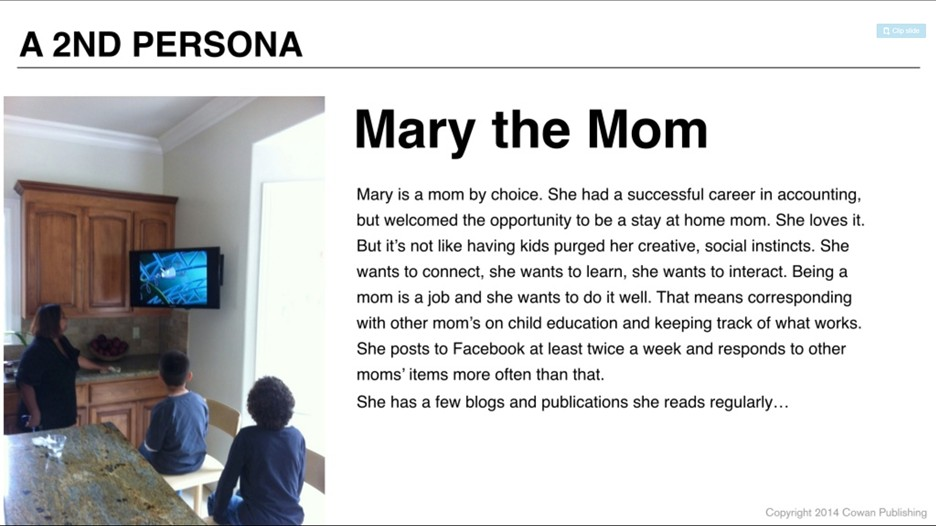 A 2ND PERSONA
Clip slide
Mary the Mom
Mary is a mom by choice. She had a successful career in accounting,
but welcomed the opportunity to be a stay at home mom. She loves it.
But it’s not like having kids purged her creative, social instincts. She
wants to connect, she wants to learn, she wants to interact. Being a
mom is a job and she wants to do it well. That means corresponding
with other mom’s on child education and keeping track of what works.
She posts to Facebook at least twice a week and responds to other
moms’ items more often than that.
She has a few blogs and publications she reads regularly…
Copyright 2014 Cowan Publishing